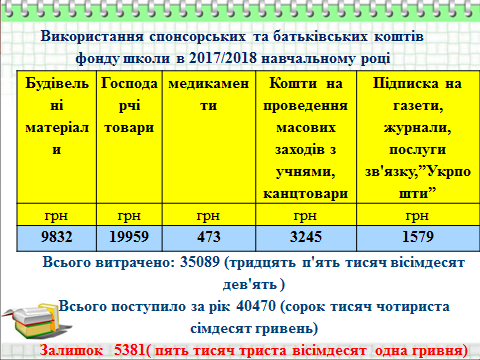 Використання спонсорських та батьківських коштів
фонду школи в 2017/2018 навчальному році
Будівель Господа медикамен Кошти на Підписка на
ні рчі ти проведення газети,
матеріал товари масових журнали,
и заходів з послуги
учнями, зв'язку,”Укрпо
канцтовари шти”
грн грн грн грн грн
9832 19959 473 3245 1579
Всього витрачено: 35089 (тридцять п'ять тисяч вісімдесят
дев'ять )
Всього поступило за рік 40470 (сорок тисяч чотириста
сімдесят гривень)
Залишок 5381( пять тисяч триста вісімдесят одна гривня)